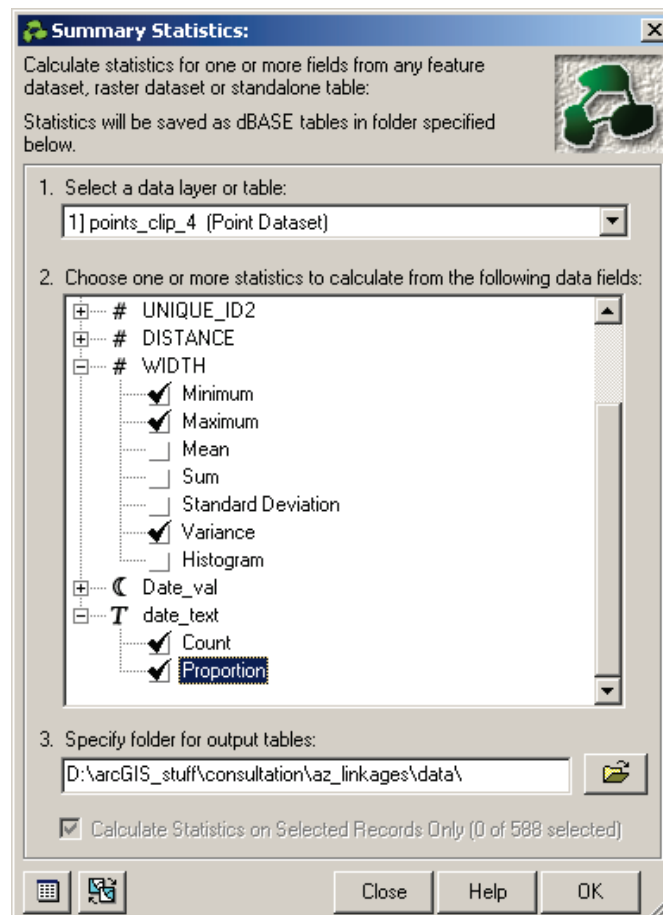 Summary Statistics:
Calculate statistics for one or more fields from any feature
dataset, raster dataset or standalone table:
Statistics will be saved as dBASE tables in folder specified
below.
1. Select a data layer or table:
1] points_clip_4 (Point Dataset)
2. Choose one or more statistics to calculate from the following data fields:
# UNIQUE_ID2
# DISTANCE
# WIDTH
Minimum
Maximum
Mean
Sum
Standard Deviation
Variance
Histogram
Date_val
T date_text
Count
Proportion
3. Specify folder for output tables:
D:\arcGIS_stuff\consultation\az_linkages\data\
Calculate Statistics on Selected Records Only (0 of 588 selected)
Close Help OK